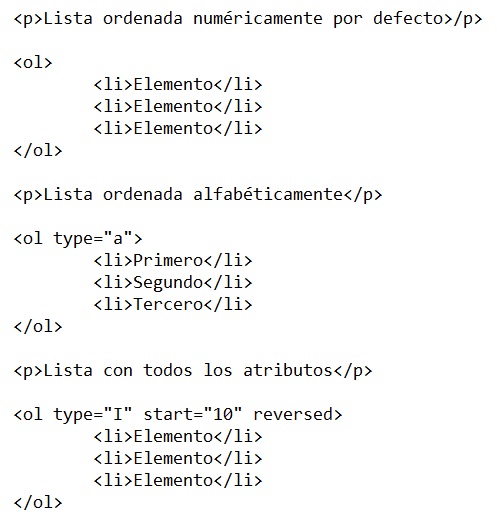 <p>Lista ordenada numéricamente por defecto>/p>
<ol>
        <li>Elemento</li>
        <li>Elemento</li>
        <li>Elemento</li>
</ol>
<p>Lista ordenada alfabéticamente</p>
<ol type="a">
        <li>Primero</li>
        <li>Segundo</li>
        <li>Tercero</li>
</ol>
<p>Lista con todos los atributos</p>
<ol type="I" start="10" reversed>
        <li>Elemento</li>
        <li>Elemento</li>
        <li>Elemento</li>
</ol>